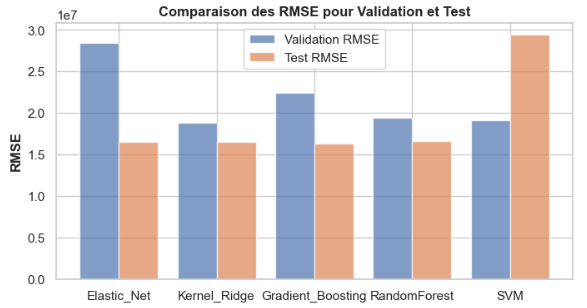 Comparaison des RMSE pour Validation et Test
1e7
Validation RMSE
Test RMSE
RMSE
3.0
2.5
2.0
1.5
1.0
0.5
0.0
Elastic_Net Kernel_Ridge Gradient_Boosting RandomForest SVM